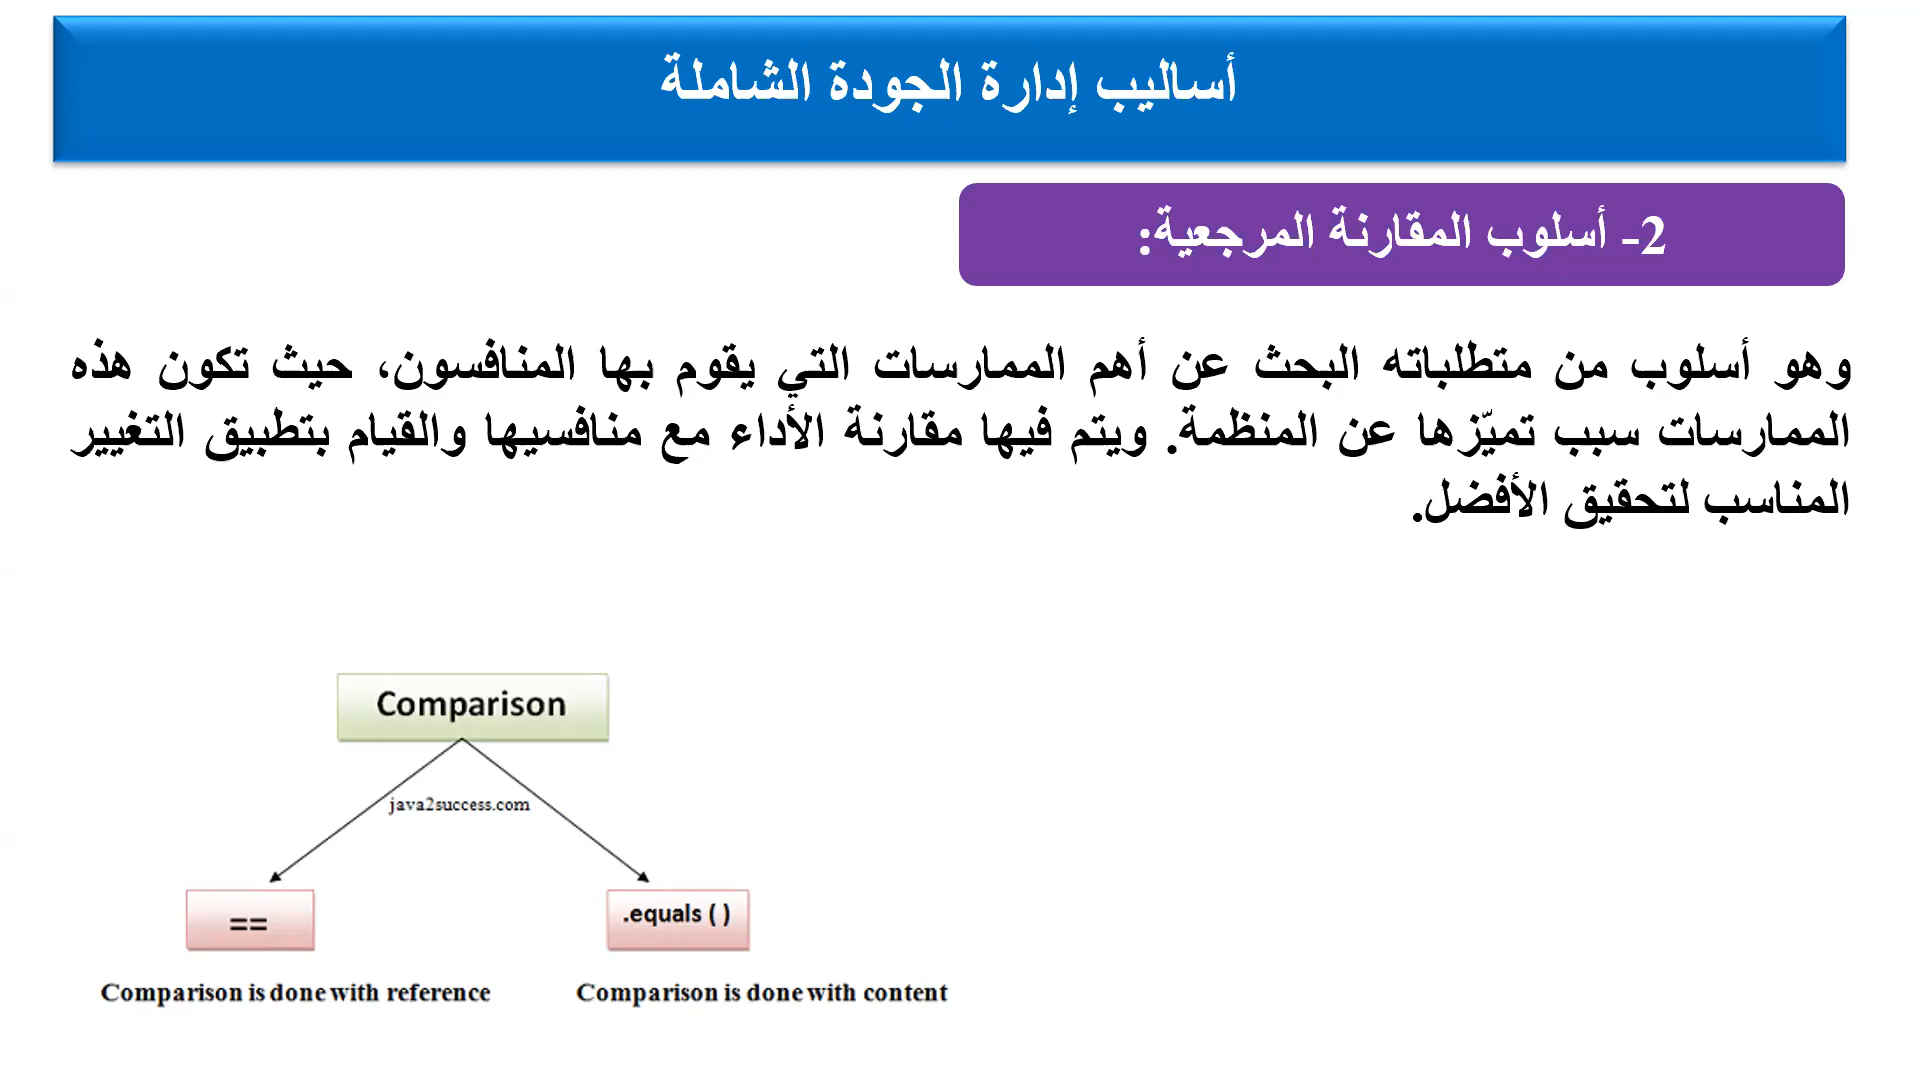 أساليب إدارة الجودة الشاملة
2- أسلوب المقارنة المرجعية:
وهو أسلوب من متطلباته البحث عن أهم الممارسات التي يقوم بها المنافسون، حيث تكون هذه
الممارسات سبب تميّزها عن المنظمة. ويتم فيها مقارنة الأداء مع منافسيها والقيام بتطبيق التغيير
المناسب لتحقيق الأفضل.
Comparison
java2success.com
==
.equals ( )
Comparison is done with reference
Comparison is done with content